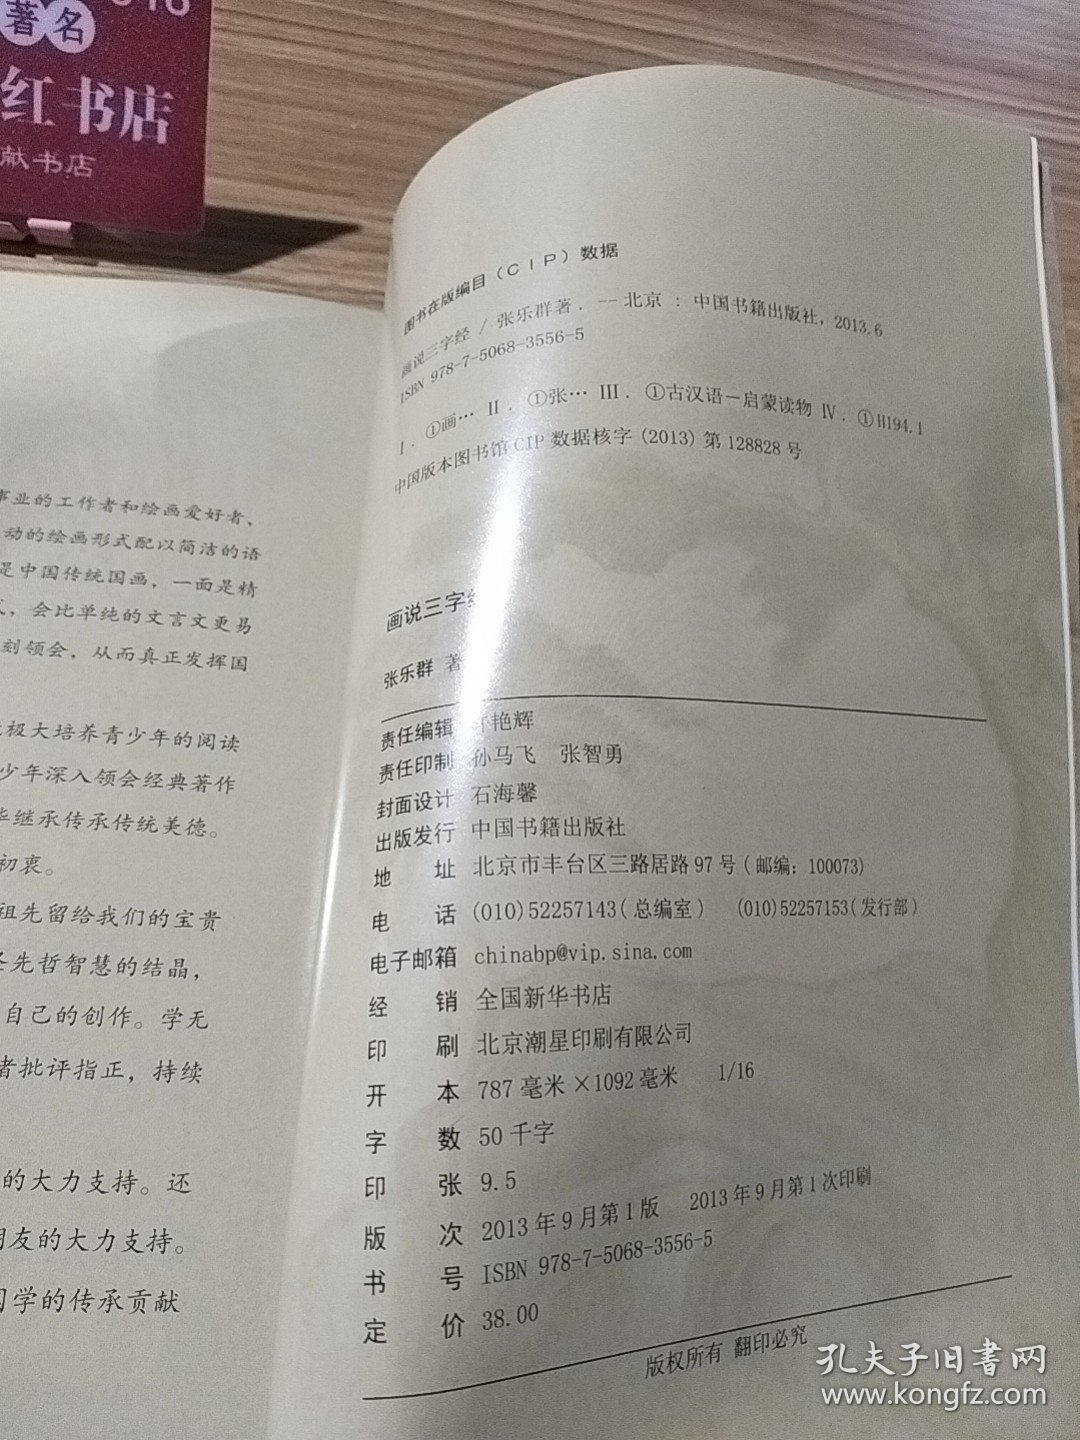 著名
红书店
献书店
事业的工作者和绘画爱好者、
动的绘画形式配以简洁的语
是中国传统国画，一面是精
会比单纯的文言文更易
刻领会，从而真正发挥国
极大培养青少年的阅读
少年深入领会经典著作
继承传承传统美德。
初衷。
祖先留给我们的宝贵
先哲智慧的结晶，
自己的创作。学无
者批评指正，持续
的大力支持。还
朋友的大力支持。
国学的传承贡献
图书在版编目（CIP）数据
画说三字经 / 张乐群著． -- 北京 ： 中国书籍出版社，2013.6
ISBN 978-7-5068-3556-5
Ⅰ．①画… Ⅱ．①张… Ⅲ．①古汉语－启蒙读物 Ⅳ．①H194.1
中国版本图书馆CIP数据核字（2013）第128828号
画说三字经
张乐群 著
责任编辑 艳辉
责任印制 孙马飞 张智勇
封面设计 石海馨
出版发行 中国书籍出版社
地 址 北京市丰台区三路居路97号（邮编：100073）
电 话 (010)52257143（总编室） (010)52257153（发行部）
电子邮箱 chinabp@vip.sina.com
经 销 全国新华书店
印 刷 北京潮星印刷有限公司
开 本 787毫米×1092毫米 1/16
字 数 50千字
印 张 9.5
版 次 2013年9月第1版 2013年9月第1次印刷
书 号 ISBN 978-7-5068-3556-5
定 价 38.00
版权所有 翻印必究
孔夫子旧書网
www.kongfz.com